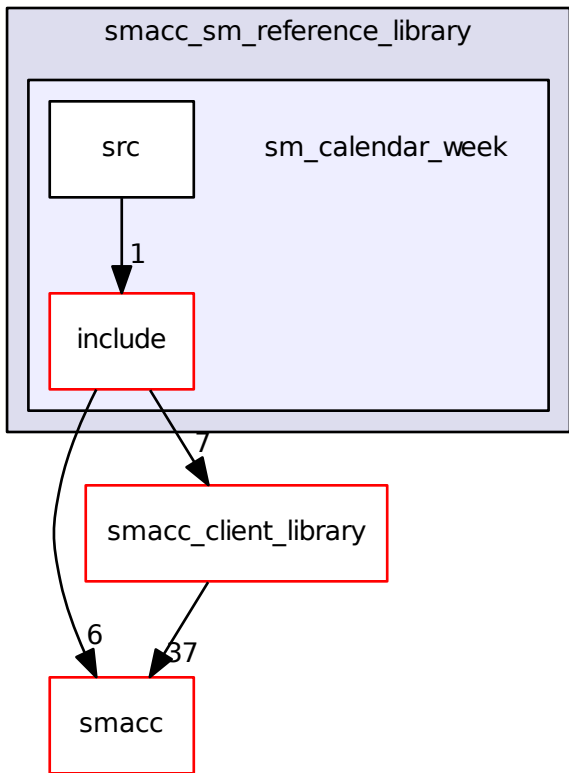 smacc_sm_reference_library
src
sm_calendar_week
1
include
7
smacc_client_library
6
37
smacc